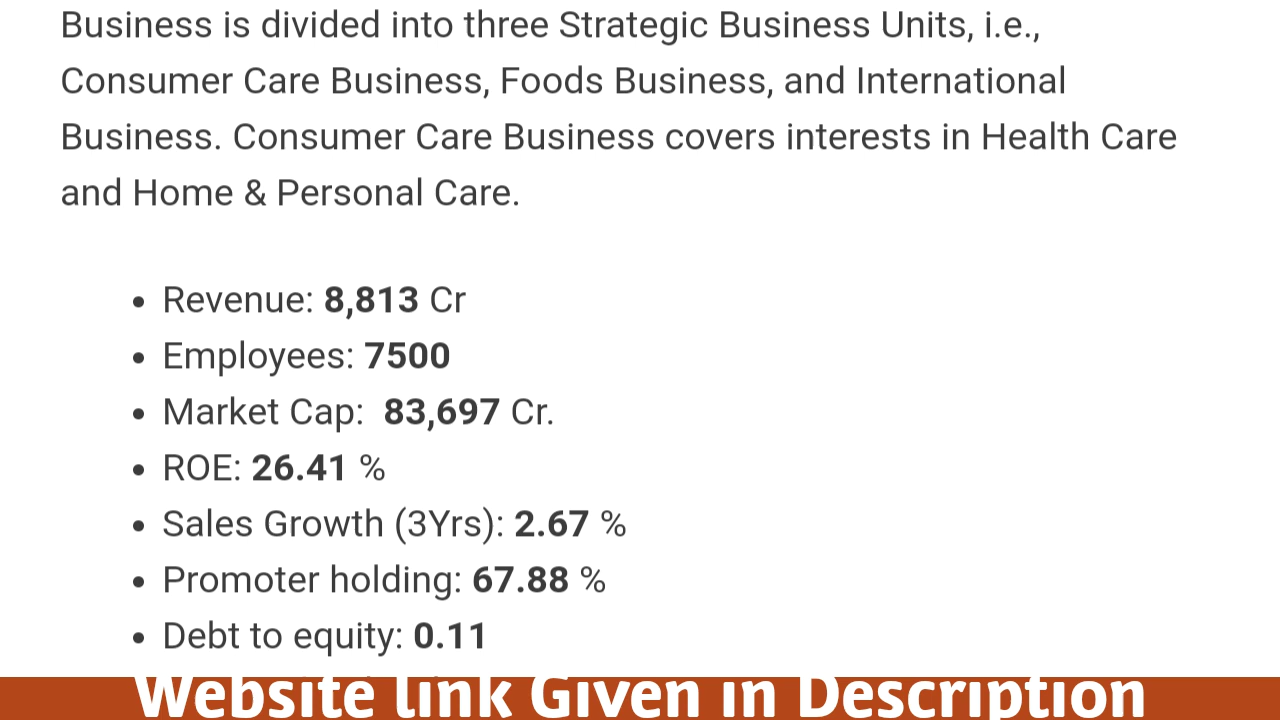 Business is divided into three Strategic Business Units, i.e.,
Consumer Care Business, Foods Business, and International
Business. Consumer Care Business covers interests in Health Care
and Home & Personal Care.
• Revenue: 8,813 Cr
• Employees: 7500
• Market Cap: 83,697 Cr.
• ROE: 26.41 %
• Sales Growth (3Yrs): 2.67 %
• Promoter holding: 67.88 %
• Debt to equity: 0.11
Website link Given in Description